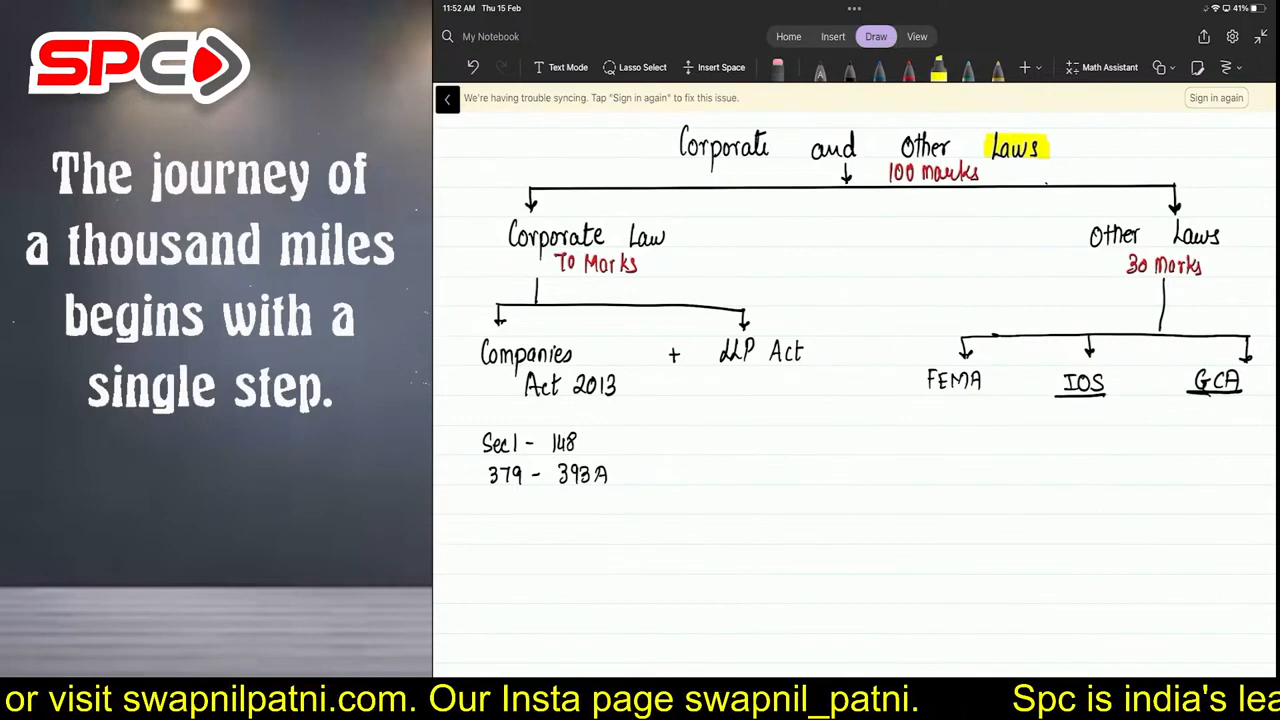 SPC
The journey of
a thousand miles
begins with a
single step.
11:52 AM Thu 15 Feb
41%
My Notebook
Home Insert Draw View
Text Mode Lasso Select Insert Space Math Assistant
We're having trouble syncing. Tap "Sign in again" to fix this issue. Sign in again
Corporate and Other Laws
100 Marks
Corporate Law
70 Marks
Other Laws
30 Marks
Companies + LLP Act
Act 2013
FEMA IOS GCA
Sec 1 - 148
379 - 393A
or visit swapnilpatni.com. Our Insta page swapnil_patni. Spc is india's lea